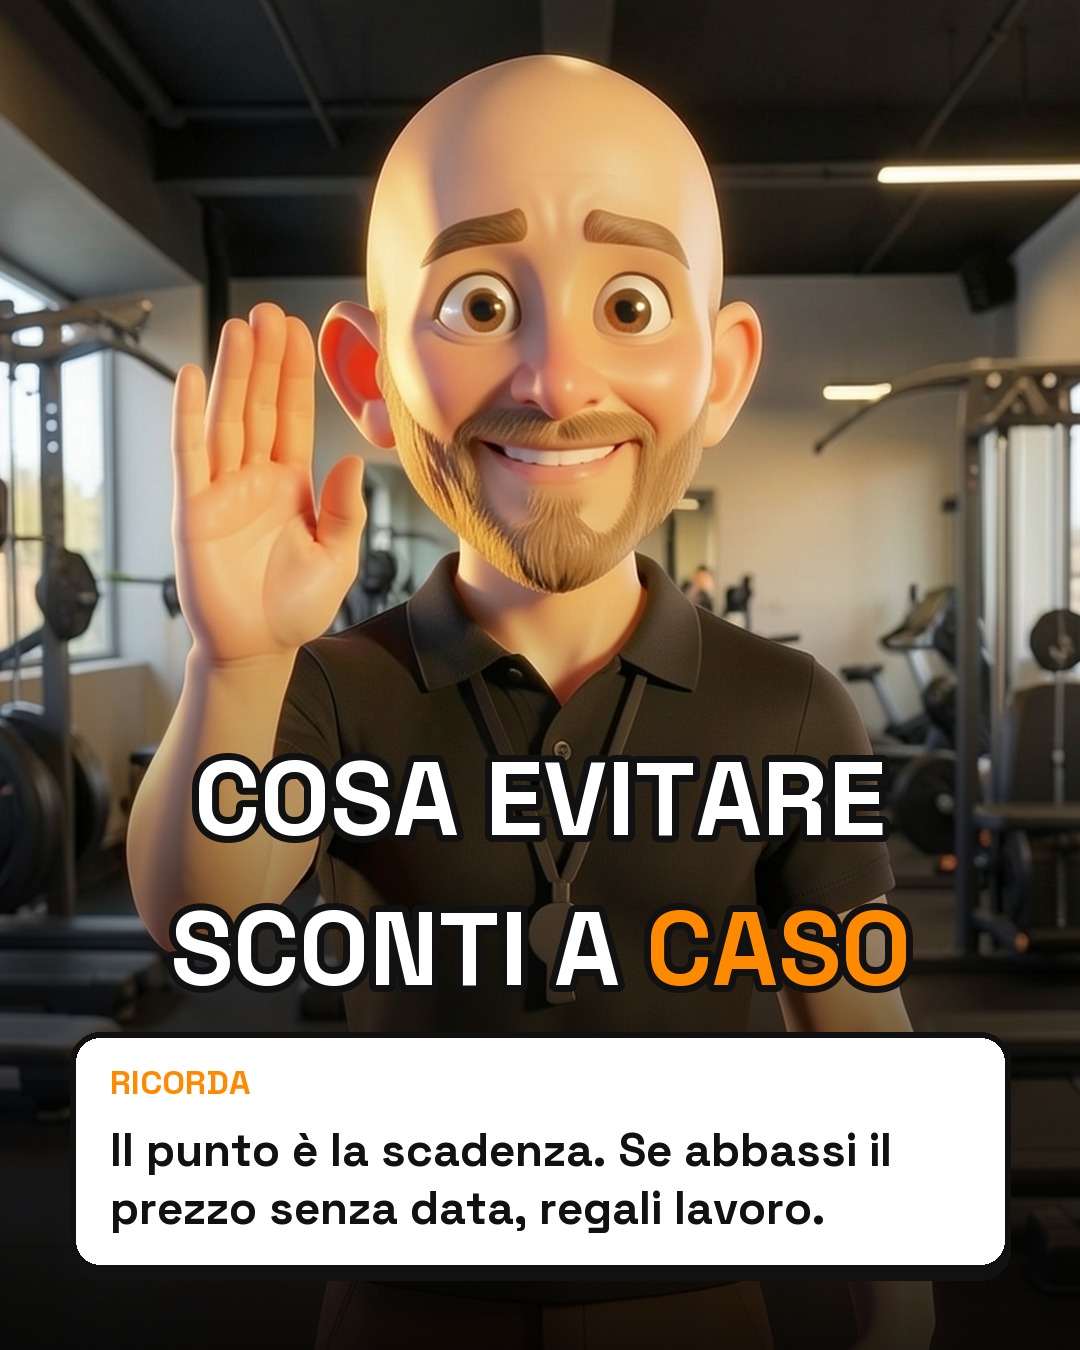 COSA EVITARE
SCONTI A CASO
RICORDA
Il punto è la scadenza. Se abbassi il
prezzo senza data, regali lavoro.